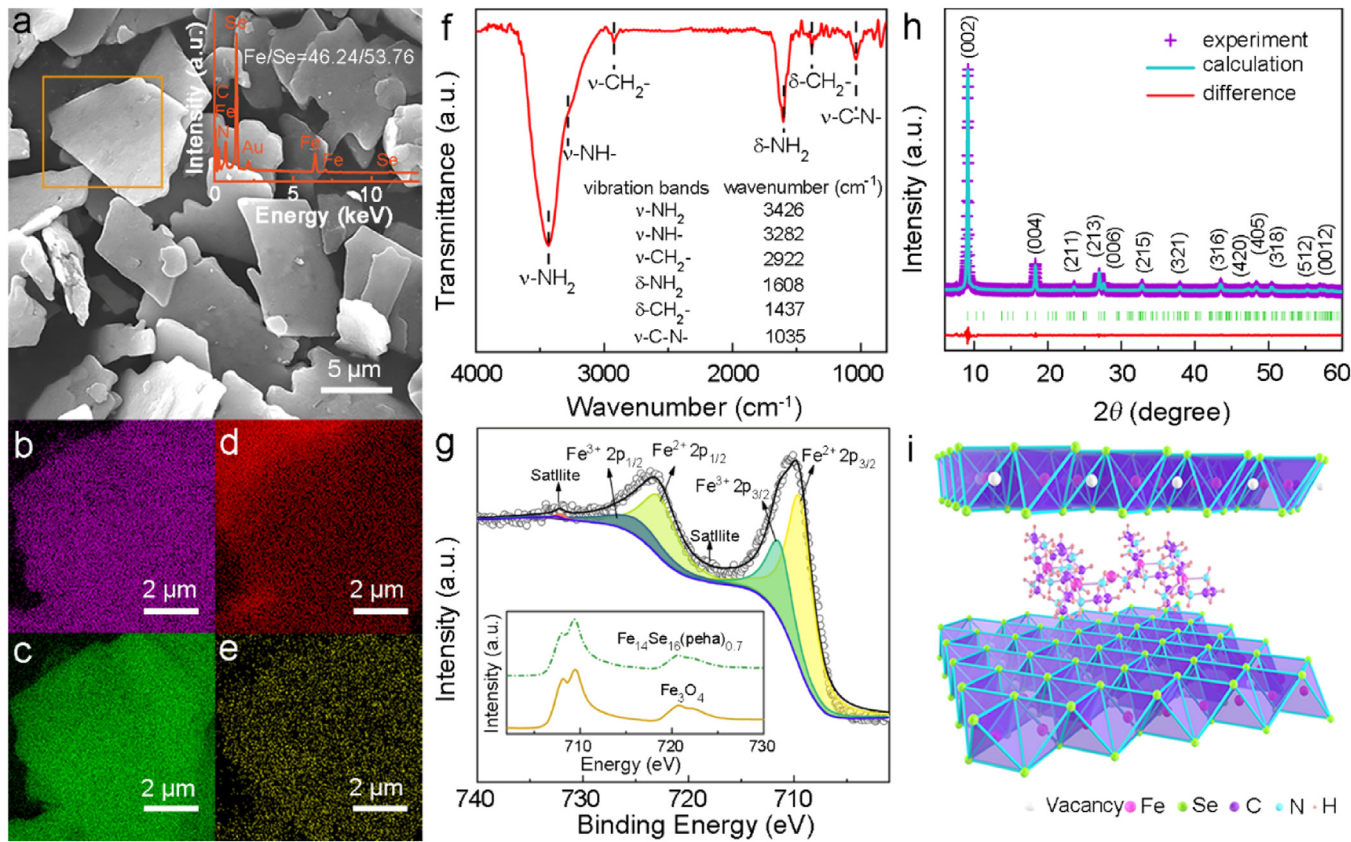 a
Se
Fe/Se=46.24/53.76
C
Fe
N
Au
Fe
Fe
Se
Intensity (a.u.)
0 5 10
Energy (keV)
5 μm
b
2 μm
d
2 μm
c
2 μm
e
2 μm
f
Transmittance (a.u.)
ν-CH2-
ν-NH-
ν-NH2
δ-CH2-
ν-C-N-
δ-NH2
vibration bands wavenumber (cm-1)
ν-NH2 3426
ν-NH- 3282
ν-CH2- 2922
δ-NH2 1608
δ-CH2- 1437
ν-C-N- 1035
4000 3000 2000 1000
Wavenumber (cm-1)
g
Intensity (a.u.)
Satllite
Fe3+ 2p1/2
Fe2+ 2p1/2
Fe3+ 2p3/2
Fe2+ 2p3/2
Satllite
Intensity (a.u.)
Fe14Se16(peha)0.7
Fe3O4
710 720 730
Energy (eV)
740 730 720 710
Binding Energy (eV)
h
Intensity (a.u.)
experiment
calculation
difference
(002)
(004)
(211)
(213)
(006)
(215)
(321)
(316)
(420)
(405)
(318)
(512)
(0012)
10 20 30 40 50 60
2θ (degree)
i
Vacancy Fe Se C N H